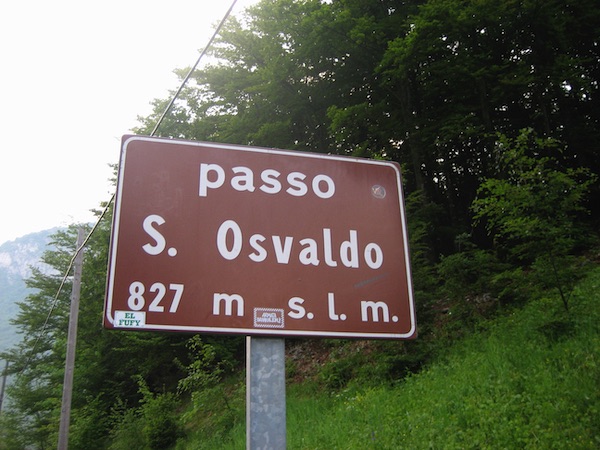 passo
S. Osvaldo
827 m s.l.m.
EL
FUFY